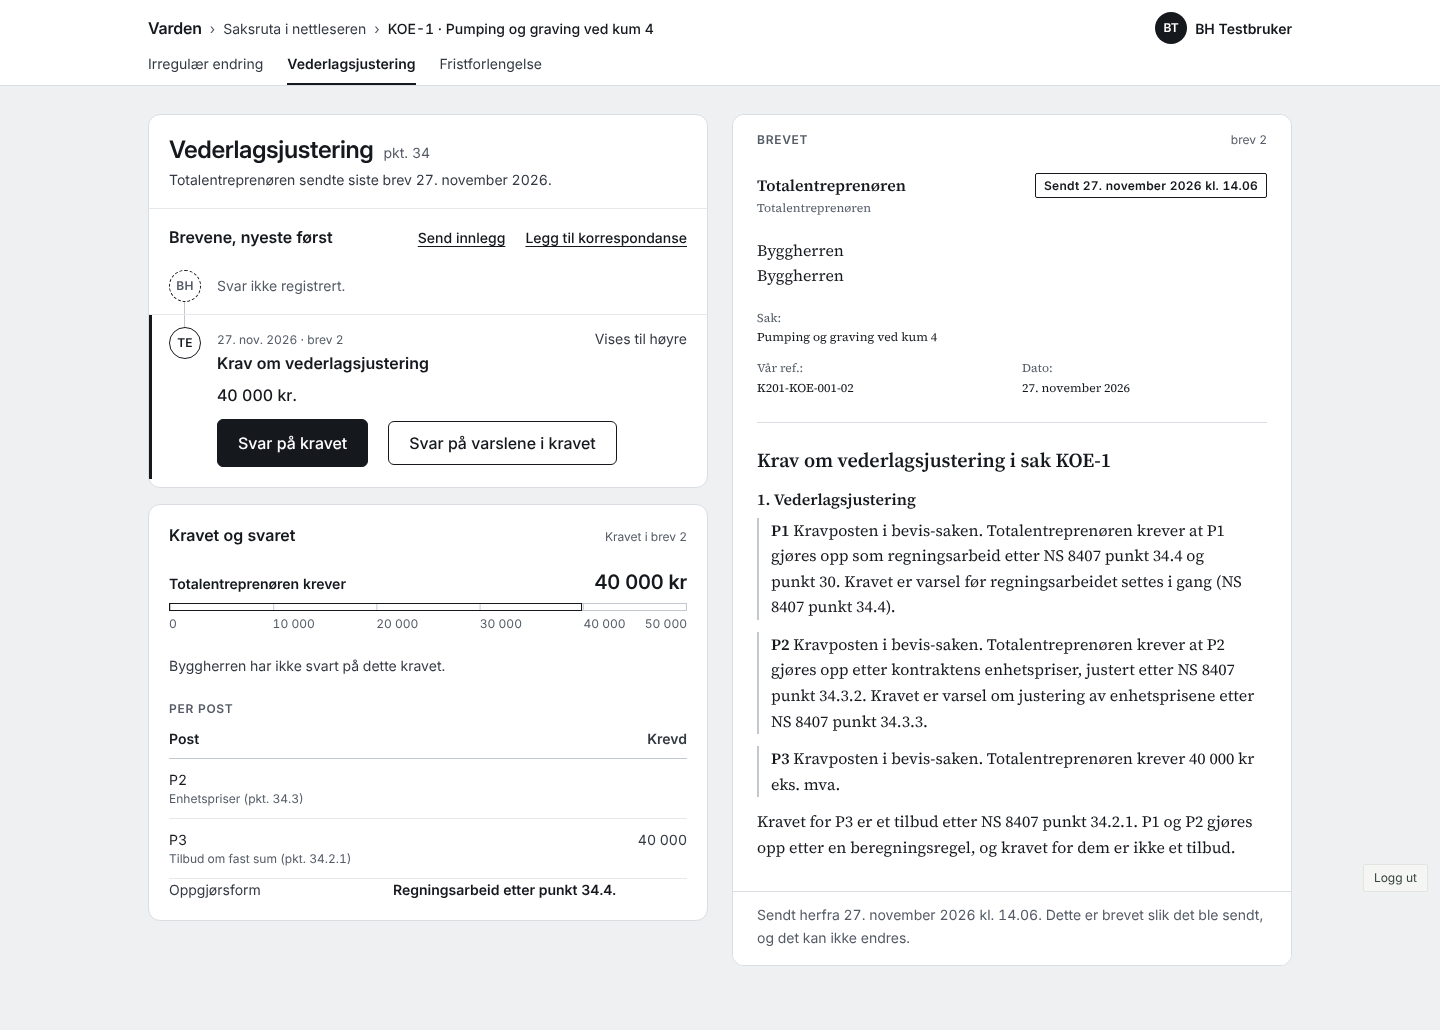 Varden › Saksruta i nettleseren › KOE-1 · Pumping og graving ved kum 4
BT BH Testbruker
Irregulær endring Vederlagsjustering Fristforlengelse
Vederlagsjustering pkt. 34
Totalentreprenøren sendte siste brev 27. november 2026.
Brevene, nyeste først Send innlegg Legg til korrespondanse
BH Svar ikke registrert.
TE 27. nov. 2026 · brev 2 Vises til høyre
Krav om vederlagsjustering
40 000 kr.
Svar på kravet Svar på varslene i kravet
Kravet og svaret Kravet i brev 2
Totalentreprenøren krever 40 000 kr
0 10 000 20 000 30 000 40 000 50 000
Byggherren har ikke svart på dette kravet.
PER POST
Post Krevd
P2
Enhetspriser (pkt. 34.3)
P3 40 000
Tilbud om fast sum (pkt. 34.2.1)
Oppgjørsform Regningsarbeid etter punkt 34.4.
BREVET brev 2
Totalentreprenøren Sendt 27. november 2026 kl. 14.06
Totalentreprenøren
Byggherren
Byggherren
Sak:
Pumping og graving ved kum 4
Vår ref.: Dato:
K201-KOE-001-02 27. november 2026
Krav om vederlagsjustering i sak KOE-1
1. Vederlagsjustering
P1 Kravposten i bevis-saken. Totalentreprenøren krever at P1
gjøres opp som regningsarbeid etter NS 8407 punkt 34.4 og
punkt 30. Kravet er varsel før regningsarbeidet settes i gang (NS
8407 punkt 34.4).
P2 Kravposten i bevis-saken. Totalentreprenøren krever at P2
gjøres opp etter kontraktens enhetspriser, justert etter NS 8407
punkt 34.3.2. Kravet er varsel om justering av enhetsprisene etter
NS 8407 punkt 34.3.3.
P3 Kravposten i bevis-saken. Totalentreprenøren krever 40 000 kr
eks. mva.
Kravet for P3 er et tilbud etter NS 8407 punkt 34.2.1. P1 og P2 gjøres
opp etter en beregningsregel, og kravet for dem er ikke et tilbud.
Sendt herfra 27. november 2026 kl. 14.06. Dette er brevet slik det ble sendt,
og det kan ikke endres.
Logg ut